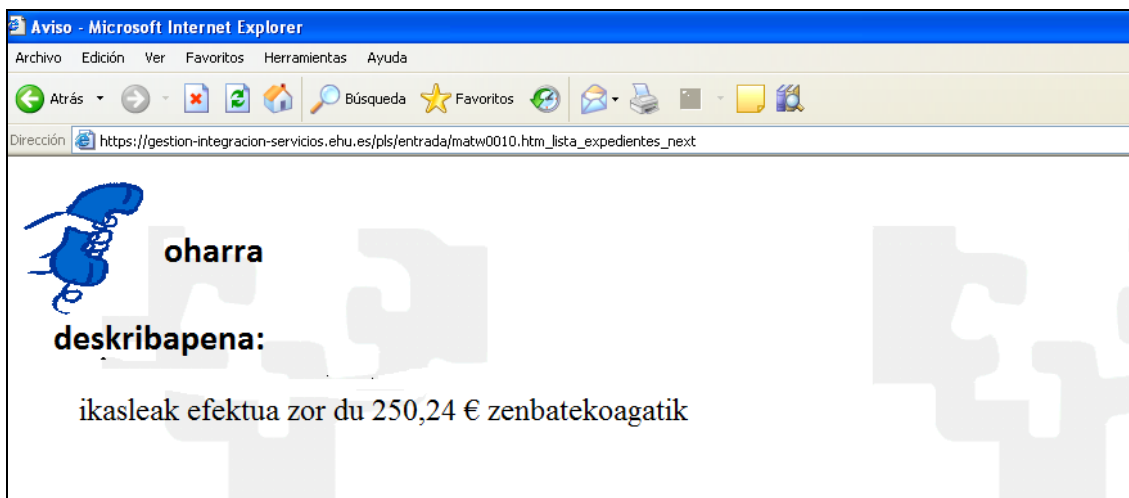 Aviso - Microsoft Internet Explorer
Archivo Edición Ver Favoritos Herramientas Ayuda
Atrás Búsqueda Favoritos
Dirección https://gestion-integracion-servicios.ehu.es/pls/entrada/matw0010.htm_lista_expedientes_next
oharra
deskribapena:
ikasleak efektua zor du 250,24 € zenbatekoagatik